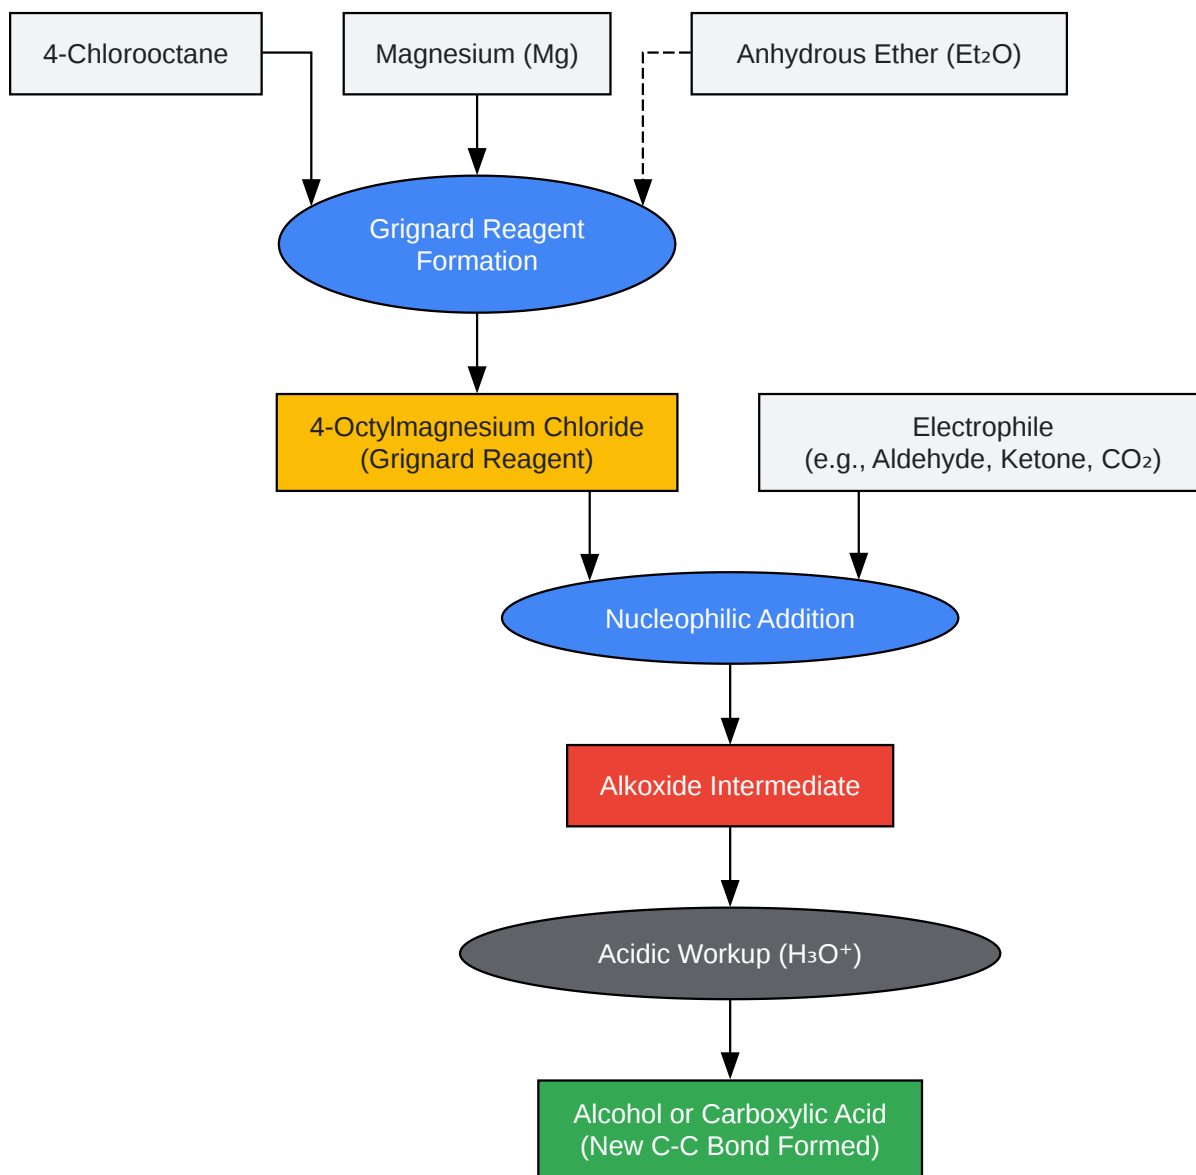 4-Chlorooctane
Magnesium (Mg)
Anhydrous Ether (Et₂O)
Grignard Reagent
Formation
4-Octylmagnesium Chloride
(Grignard Reagent)
Electrophile
(e.g., Aldehyde, Ketone, CO₂)
Nucleophilic Addition
Alkoxide Intermediate
Acidic Workup (H₃O⁺)
Alcohol or Carboxylic Acid
(New C-C Bond Formed)